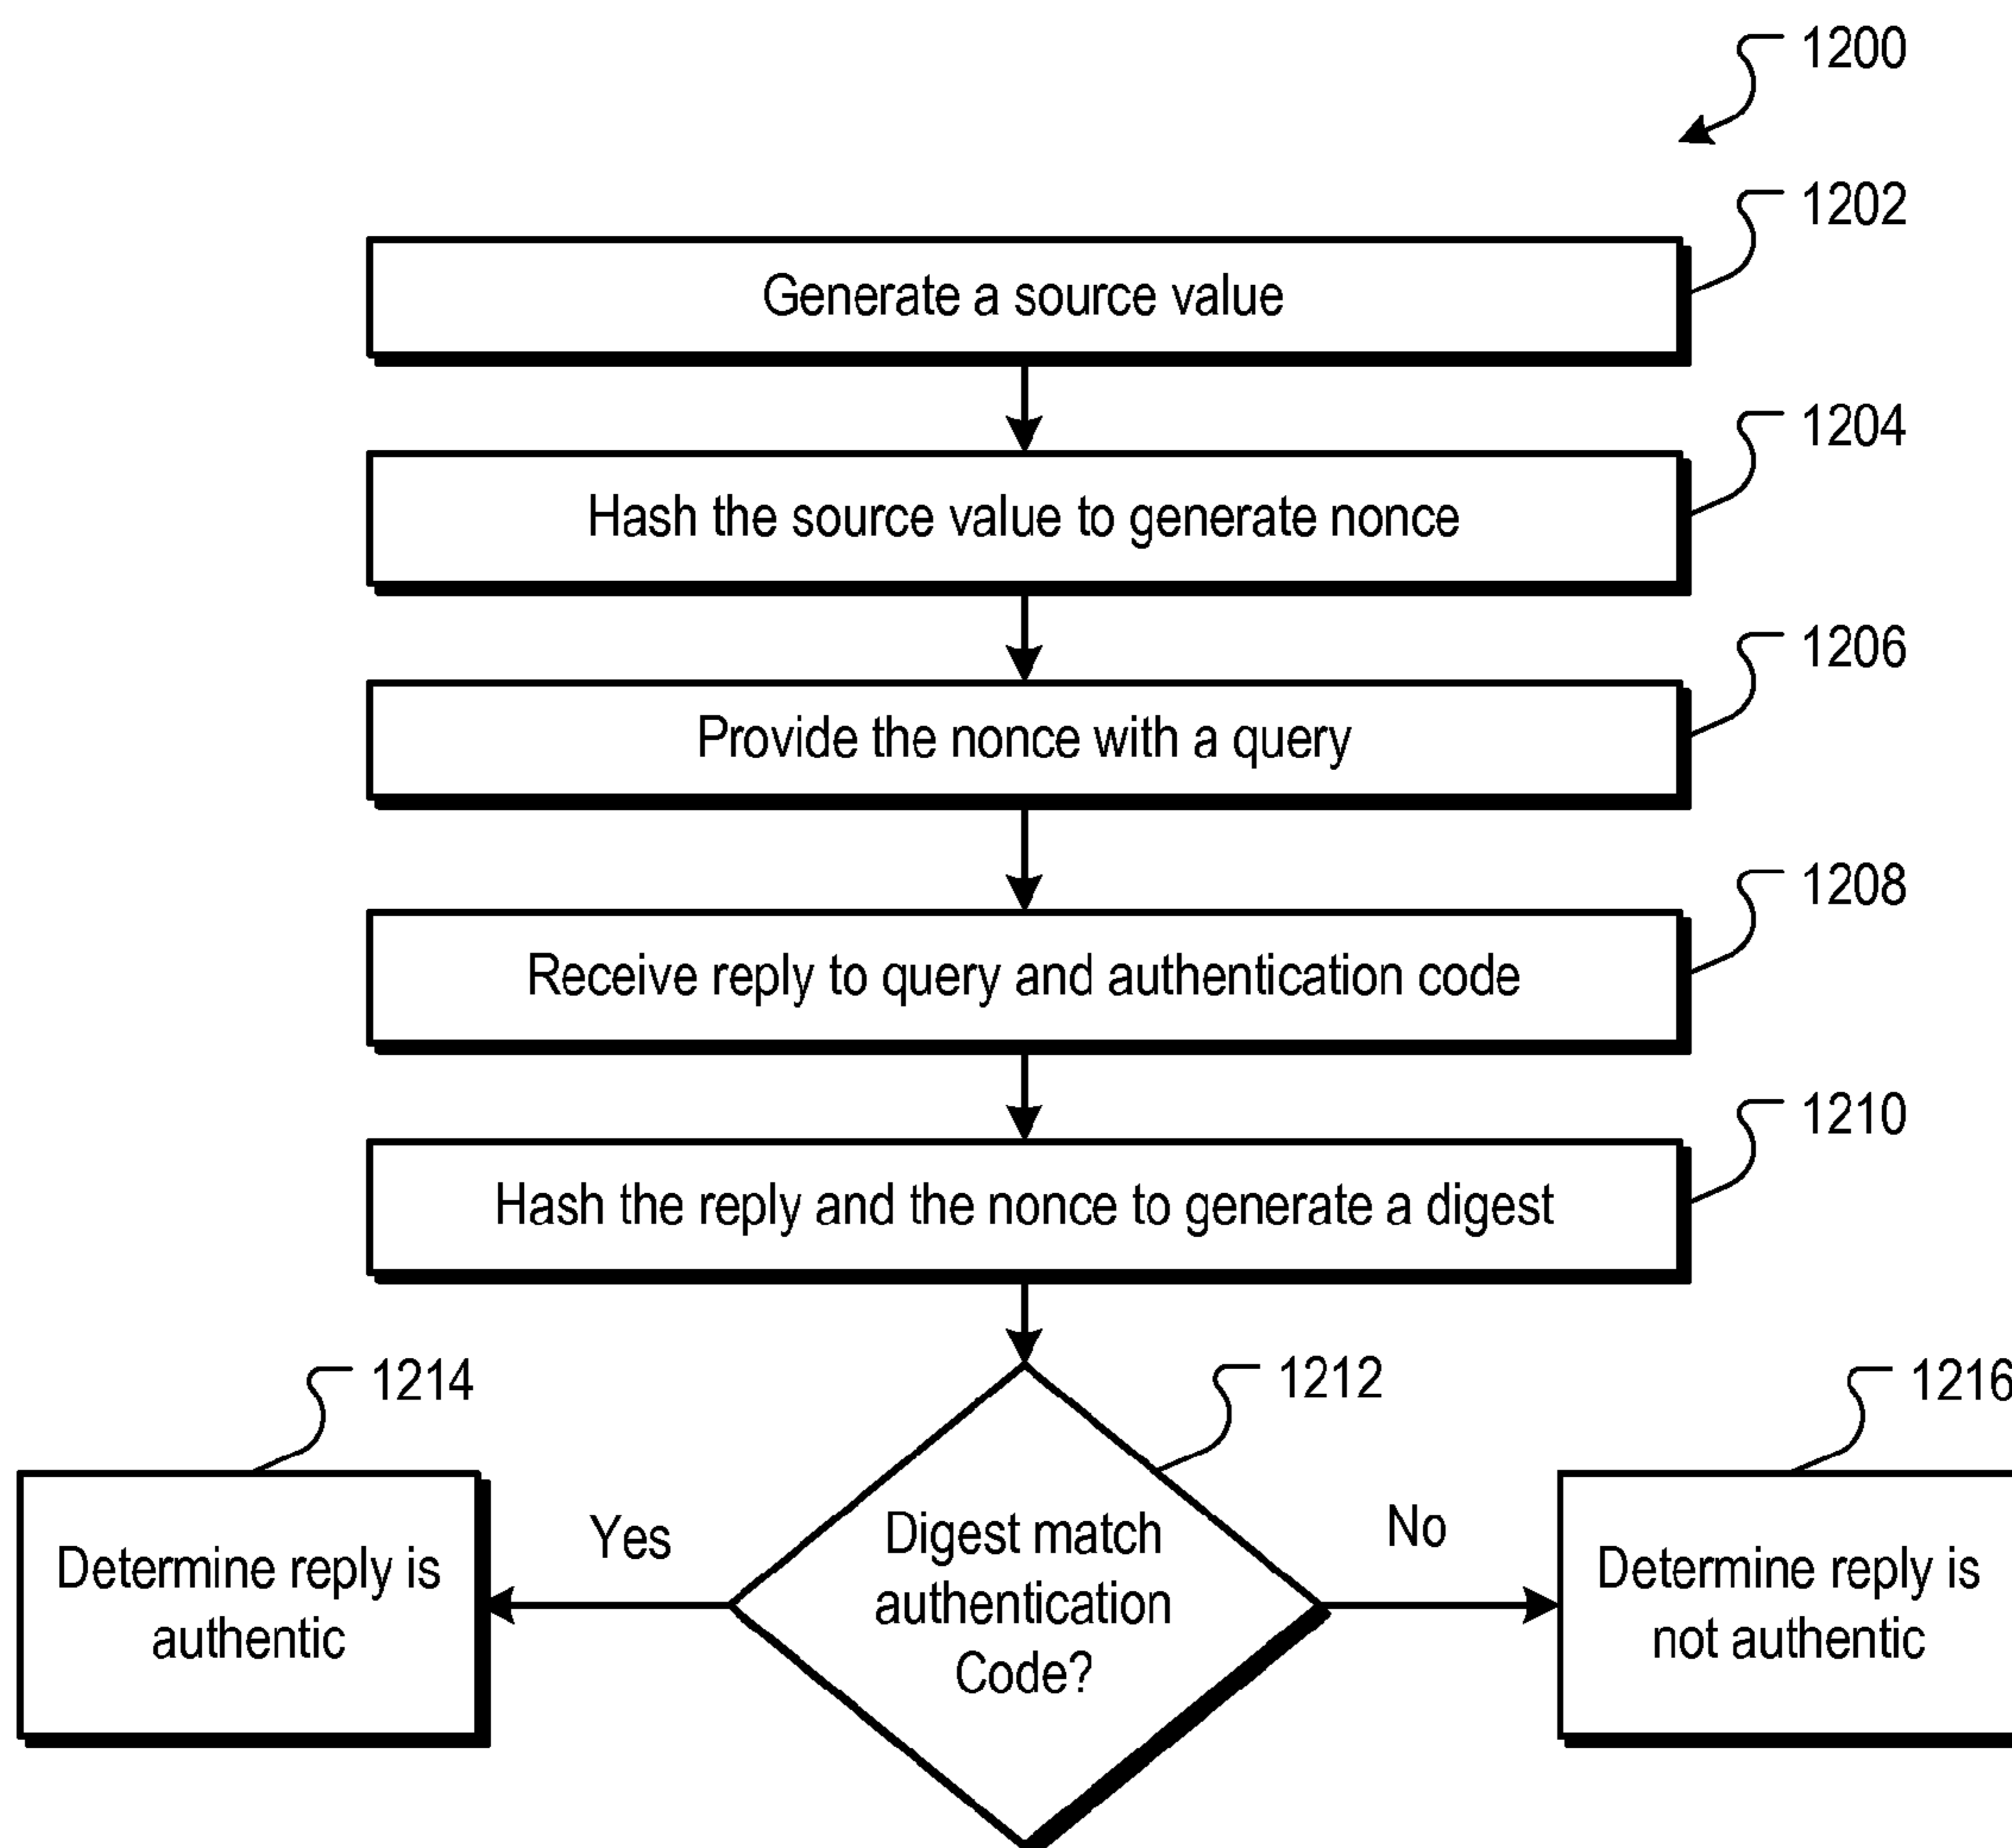 1200
1202
Generate a source value
1204
Hash the source value to generate nonce
1206
Provide the nonce with a query
1208
Receive reply to query and authentication code
1210
Hash the reply and the nonce to generate a digest
1214
1212
1216
Yes
No
Determine reply is
authentic
Digest match
authentication
Code?
Determine reply is
not authentic